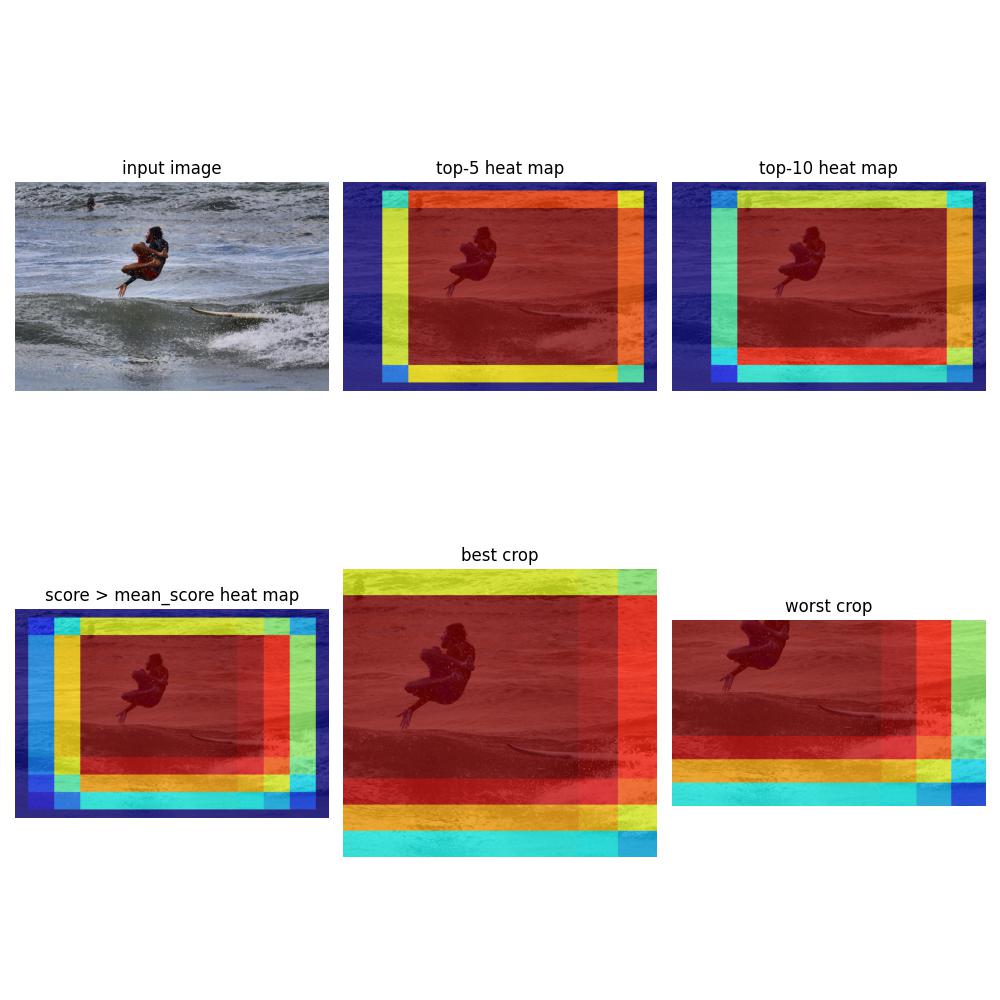 input image
top-5 heat map
top-10 heat map
score > mean_score heat map
best crop
worst crop